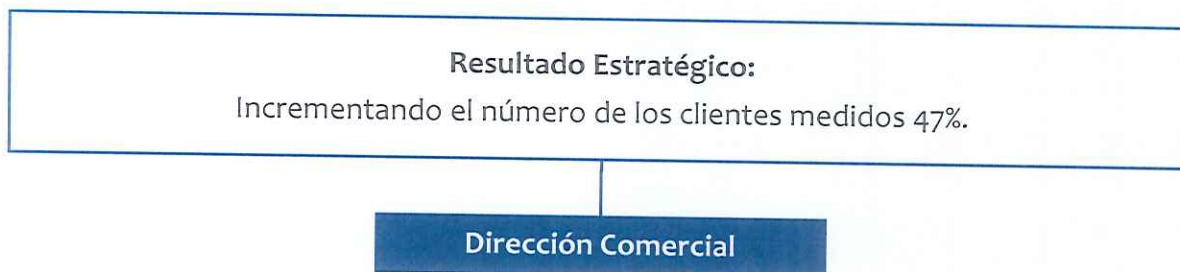 Resultado Estratégico:
Incrementando el número de los clientes medidos 47%.
Dirección Comercial